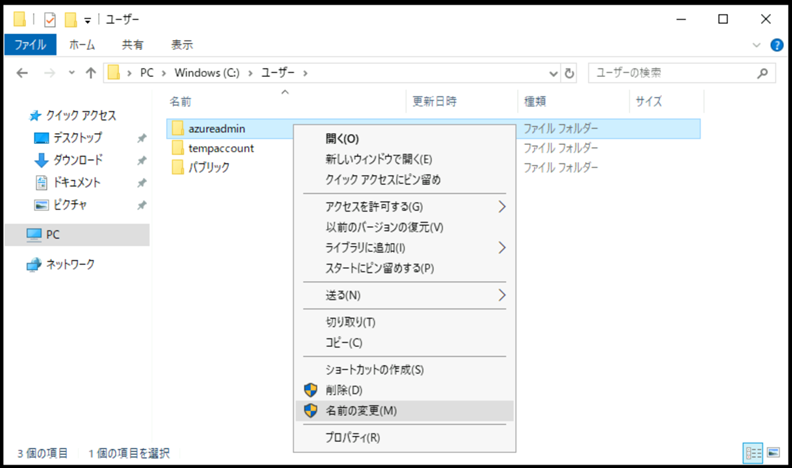 ユーザー
ファイル ホーム 共有 表示
PC › Windows (C:) › ユーザー › ユーザーの検索
名前 更新日時 種類 サイズ
クイック アクセス
デスクトップ
ダウンロード
ドキュメント
ピクチャ
PC
ネットワーク
azureadmin ファイル フォルダー
tempaccount ファイル フォルダー
パブリック ファイル フォルダー
開く(O)
新しいウィンドウで開く(E)
クイック アクセスにピン留め
アクセスを許可する(G)
以前のバージョンの復元(V)
ライブラリに追加(I)
スタートにピン留めする(P)
送る(N)
切り取り(T)
コピー(C)
ショートカットの作成(S)
削除(D)
名前の変更(M)
プロパティ(R)
3 個の項目 1 個の項目を選択